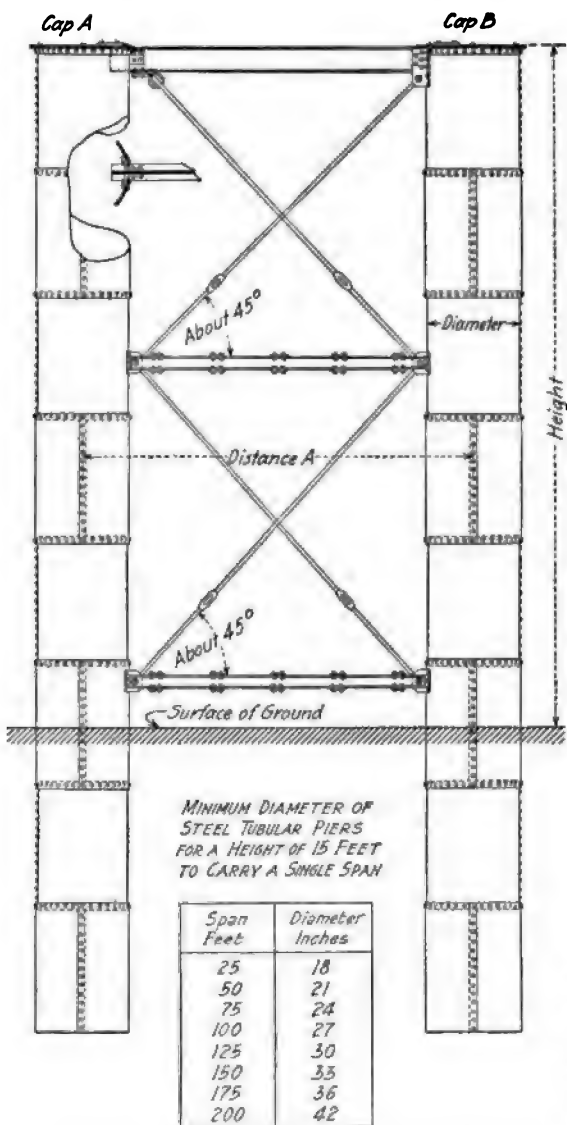 Cap A
Cap B
About 45°
Diameter
Height
Distance A
About 45°
Surface of Ground
MINIMUM DIAMETER OF
STEEL TUBULAR PIERS
FOR A HEIGHT OF 15 FEET
TO CARRY A SINGLE SPAN
Span Feet Diameter Inches
25 18
50 21
75 24
100 27
125 30
150 33
175 36
200 42